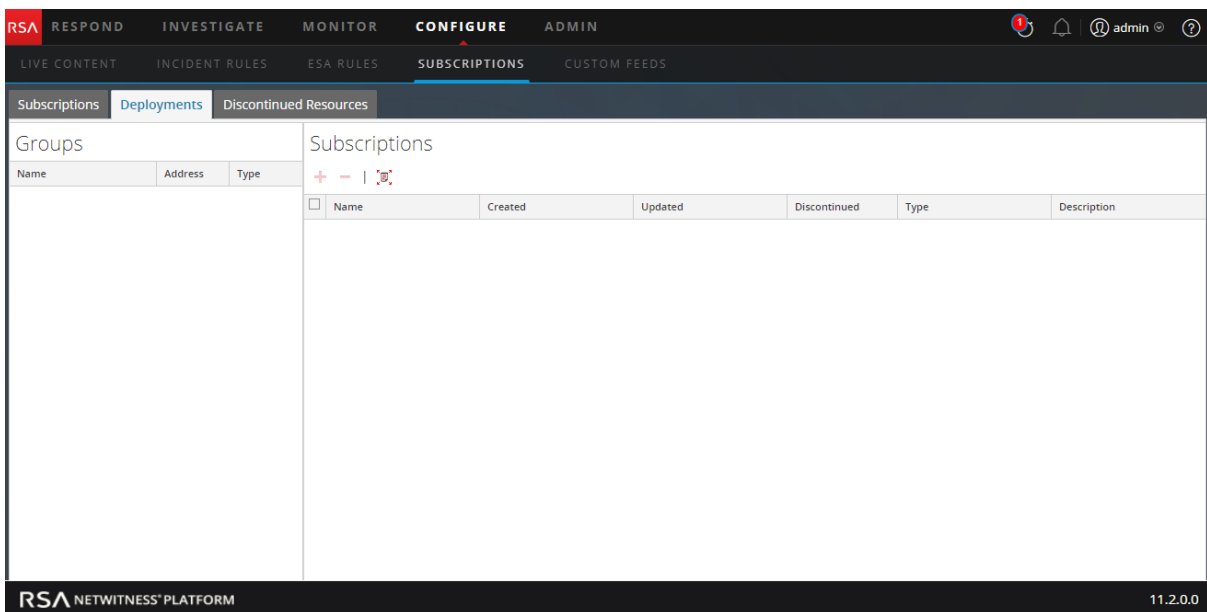 RSA RESPOND INVESTIGATE MONITOR CONFIGURE ADMIN 1 admin ?
LIVE CONTENT INCIDENT RULES ESA RULES SUBSCRIPTIONS CUSTOM FEEDS
Subscriptions Deployments Discontinued Resources
Groups
Name Address Type
Subscriptions
Name Created Updated Discontinued Type Description
RSA NETWITNESS® PLATFORM 11.2.0.0